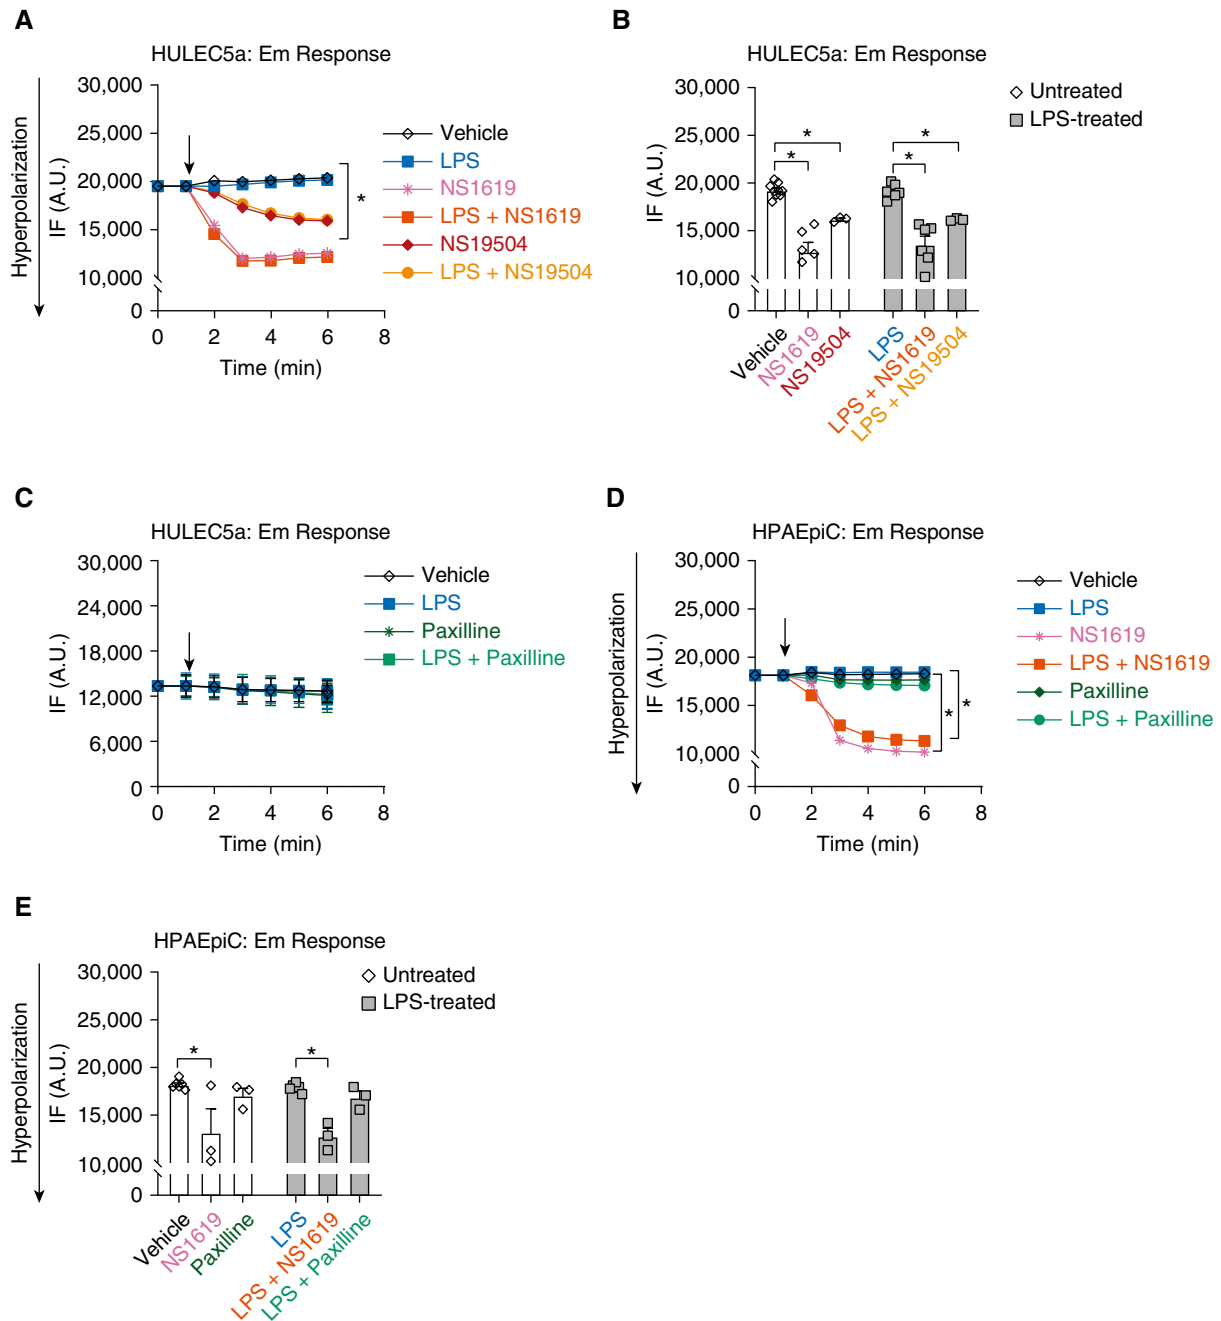 A
HULEC5a: Em Response
Hyperpolarization
IF (A.U.)
30,000
25,000
20,000
15,000
10,000
0
0 2 4 6 8
Time (min)
Vehicle
LPS
NS1619
LPS + NS1619
NS19504
LPS + NS19504
*
B
HULEC5a: Em Response
30,000
25,000
20,000
15,000
10,000
0
IF (A.U.)
* *
* *
Untreated
LPS-treated
Vehicle
NS1619
NS19504
LPS
LPS + NS1619
LPS + NS19504
C
HULEC5a: Em Response
IF (A.U.)
30,000
24,000
18,000
12,000
6,000
0
0 2 4 6 8
Time (min)
Vehicle
LPS
Paxilline
LPS + Paxilline
D
HPAEpiC: Em Response
Hyperpolarization
IF (A.U.)
30,000
25,000
20,000
15,000
10,000
0
0 2 4 6 8
Time (min)
Vehicle
LPS
NS1619
LPS + NS1619
Paxilline
LPS + Paxilline
* *
E
HPAEpiC: Em Response
Hyperpolarization
IF (A.U.)
30,000
25,000
20,000
15,000
10,000
0
* *
Untreated
LPS-treated
Vehicle
NS1619
Paxilline
LPS
LPS + NS1619
LPS + Paxilline